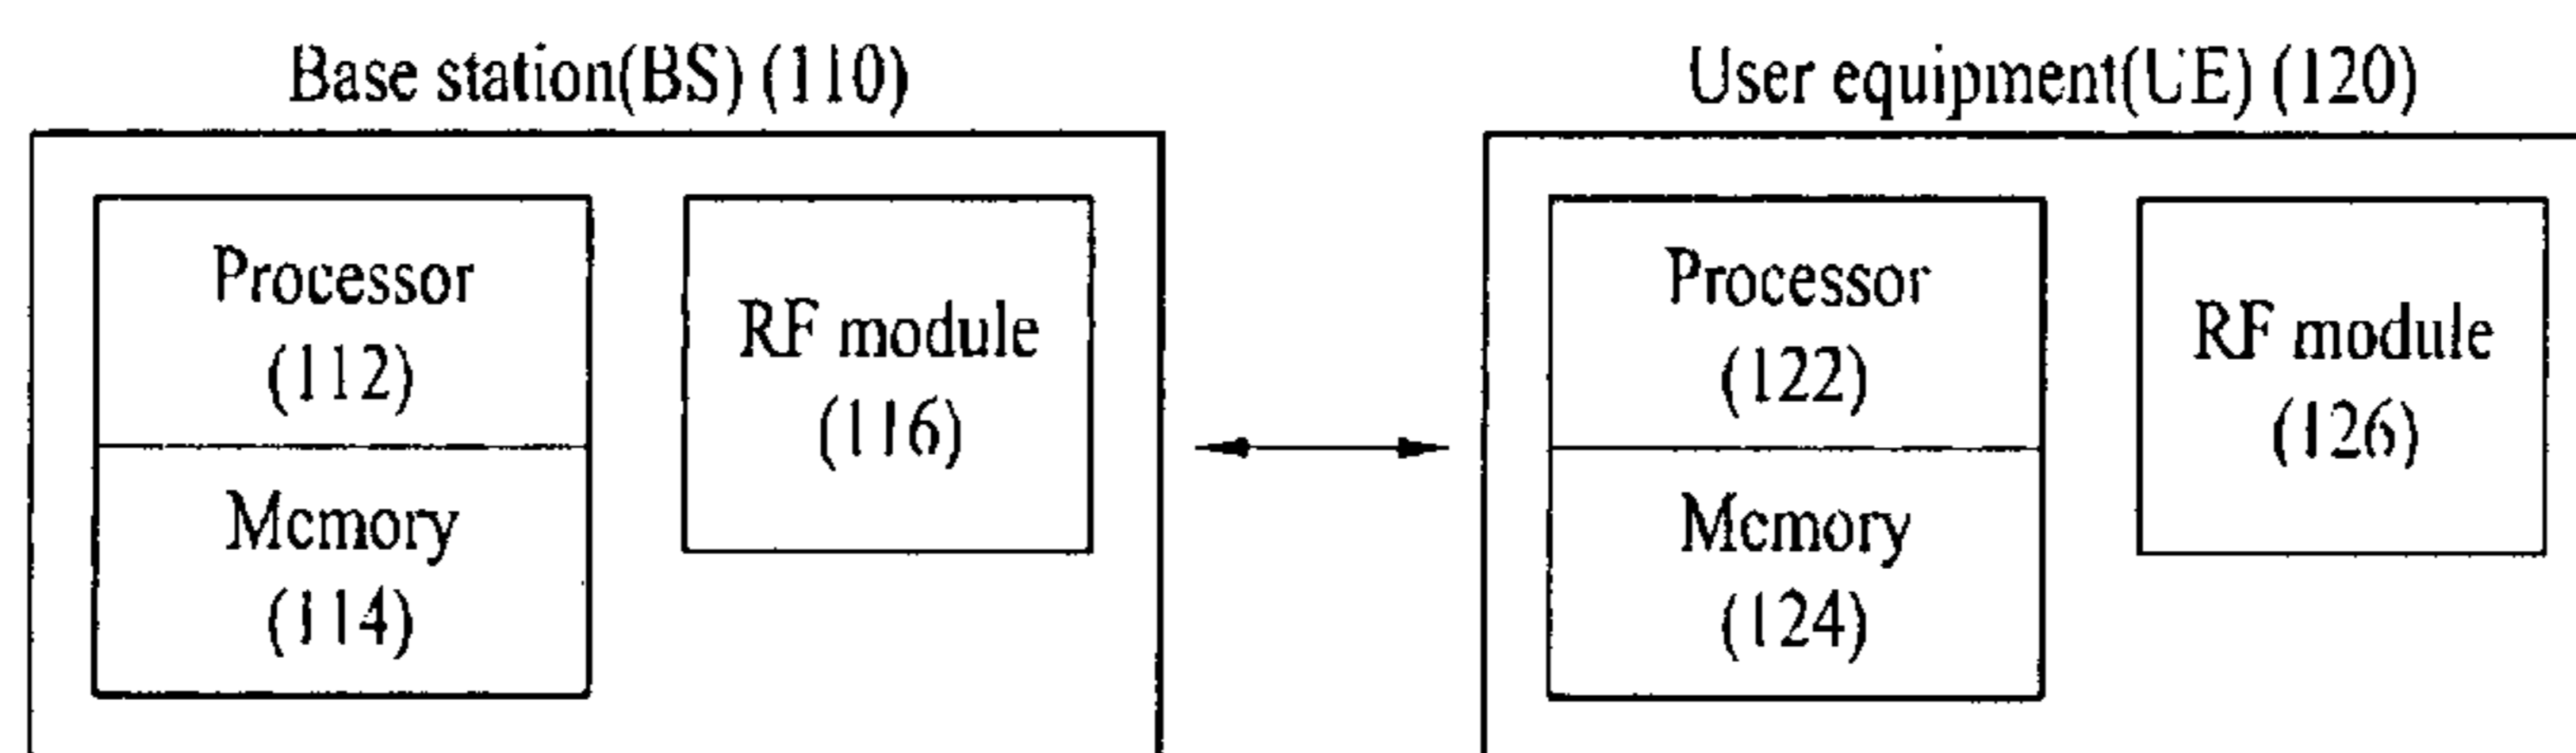 Base station(BS) (110)
User equipment(UE) (120)
Processor
(112)
Memory
(114)
RF module
(116)
Processor
(122)
Memory
(124)
RF module
(126)